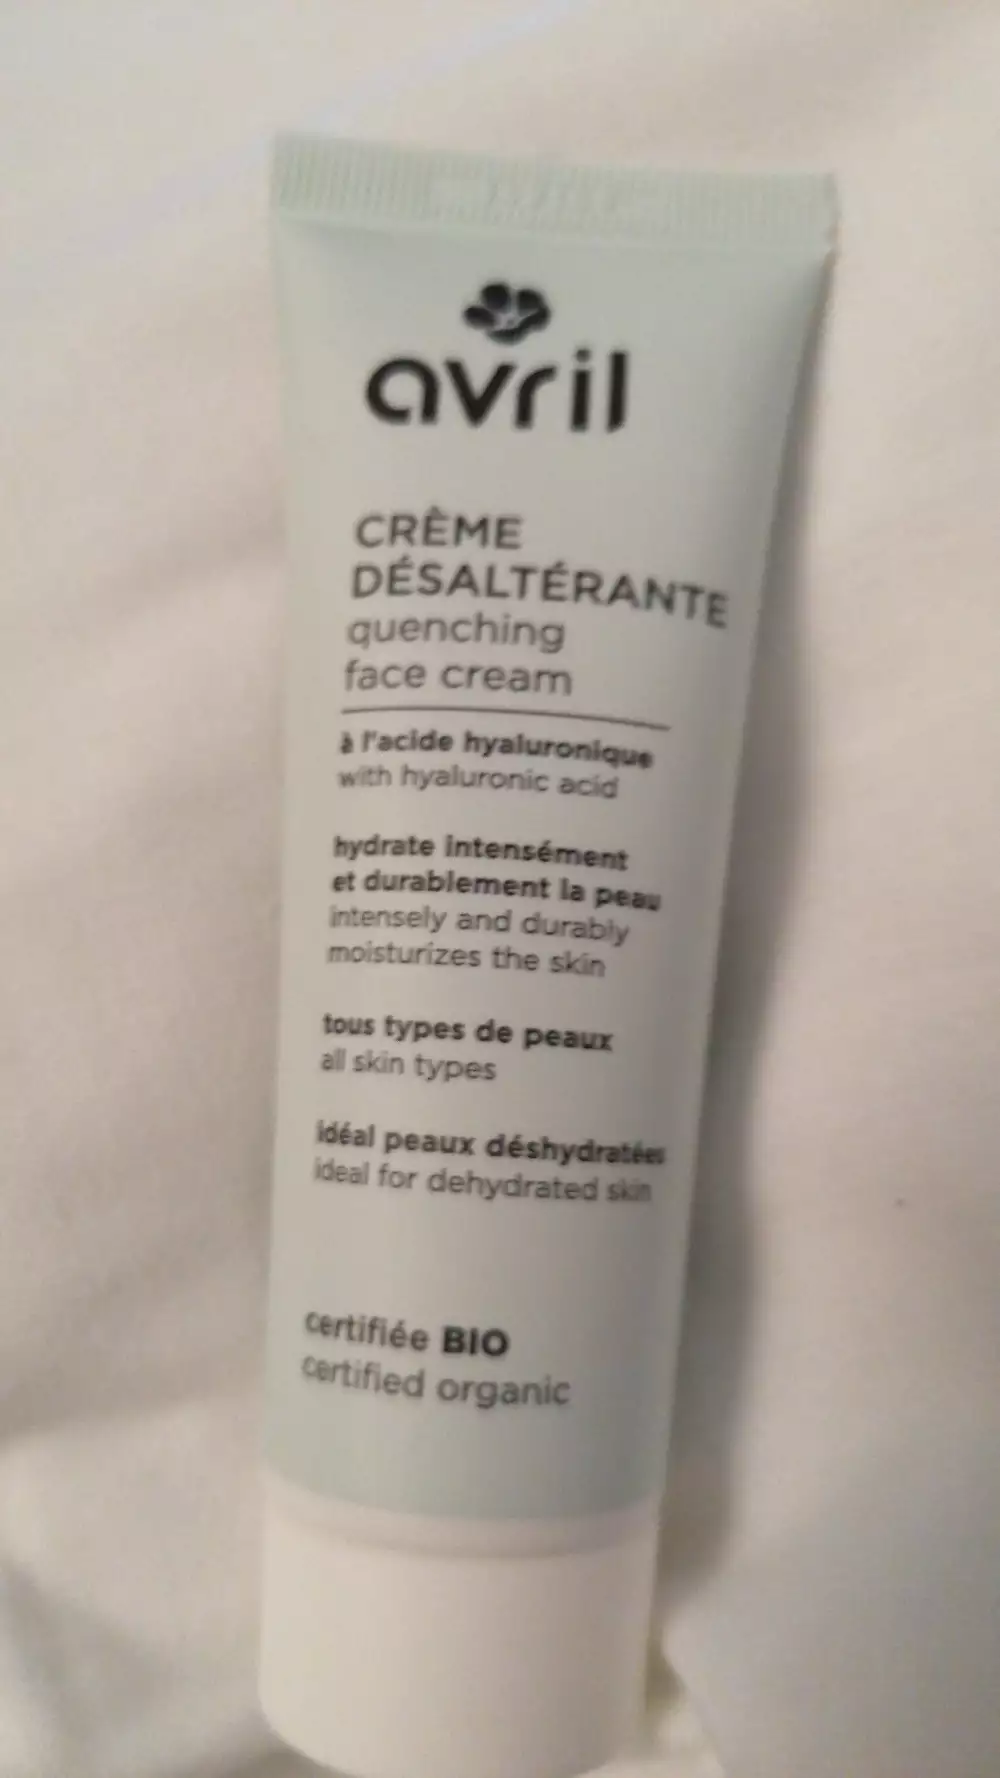 avril
CRÈME
DÉSALTÉRANTE
quenching
face cream
à l'acide hyaluronique
with hyaluronic acid
hydrate intensément
et durablement la peau
intensely and durably
moisturizes the skin
tous types de peaux
all skin types
idéal peaux déshydratées
ideal for dehydrated skin
certifiée BIO
certified organic